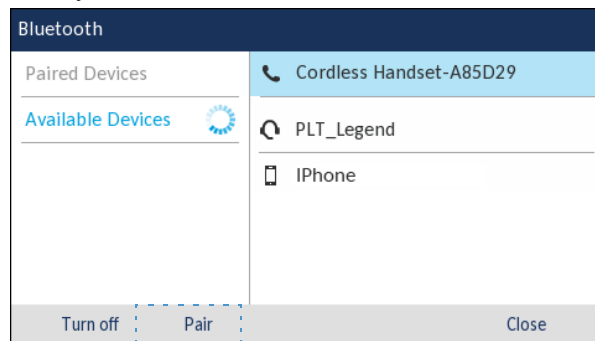 Bluetooth
Paired Devices
Available Devices
Cordless Handset-A85D29
PLT_Legend
IPhone
Turn off Pair Close